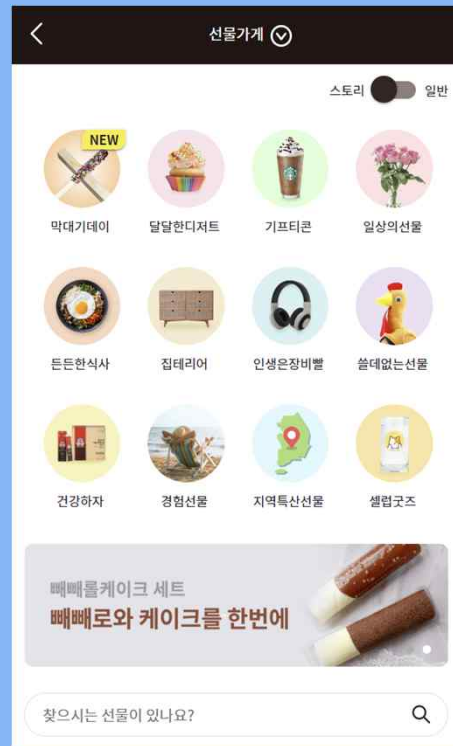 선물가게
스토리 일반
NEW
막대기데이 달달한디저트 기프티콘 일상의선물
든든한식사 집테리어 인생은장비빨 쓸데없는선물
건강하자 경험선물 지역특산선물 셀럽굿즈
빼빼롤케이크 세트
빼빼로와 케이크를 한번에
찾으시는 선물이 있나요?